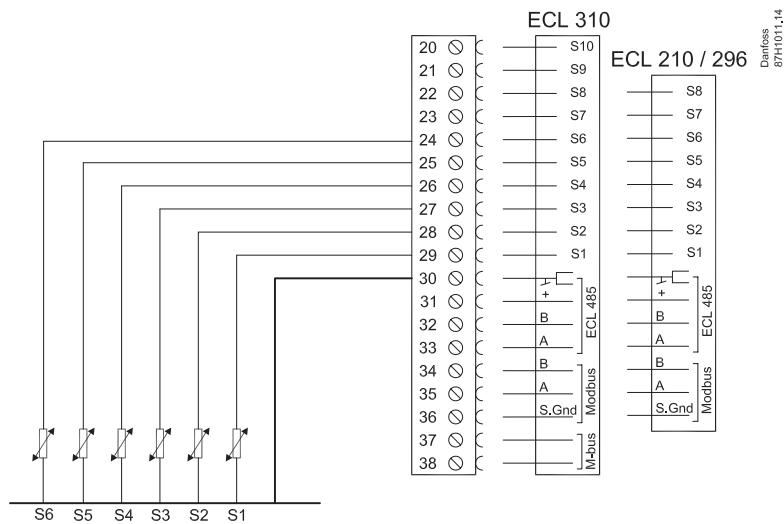 ECL 310
ECL 210 / 296
Danfoss
87H1011.14
20 S10
21 S9
22 S8 S8
23 S7 S7
24 S6 S6
25 S5 S5
26 S4 S4
27 S3 S3
28 S2 S2
29 S1 S1
30
31 + +
32 B B
33 A A
ECL 485 ECL 485
34 B B
35 A A
36 S.Gnd S.Gnd
Modbus Modbus
37
38
M-bus
S6 S5 S4 S3 S2 S1